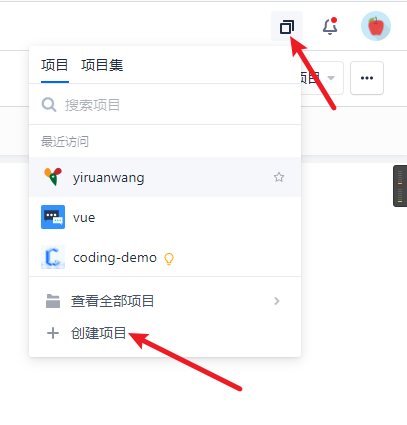 项目 项目集
项目
搜索项目
最近访问
yiruanwang
vue
coding-demo
查看全部项目
创建项目